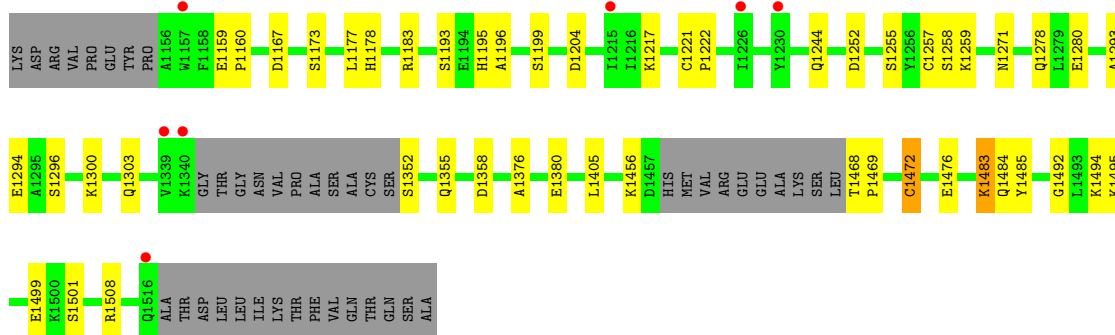 LYS ASP ARG VAL PRO GLU TYR PRO A1156 W1157 F1158 E1159 P1160 D1167 S1173 L1177 H1178 R1183 S1193 E1194 H1195 A1196 S1199 D1204 I1215 I1216 K1217 C1221 P1222 I1226 Y1230 Q1244 D1252 S1255 Y1256 C1257 S1258 K1259 N1271 Q1278 L1279 E1280 A1293
E1294 A1295 S1296 K1300 Q1303 V1339 K1340 GLY THR GLY ASN VAL PRO ALA SER ALA CYS SER S1352 Q1355 D1358 A1376 E1380 L1405 K1456 D1457 HIS MET VAL ARG GLU GLU ALA LYS SER LEU T1468 P1469 C1472 E1476 K1483 Q1484 Y1485 G1492 L1493 K1494
E1499 K1500 S1501 R1508 Q1516 ALA THR ASP LEU LEU ILE LYS THR PHE VAL GLN THR GLN SER ALA